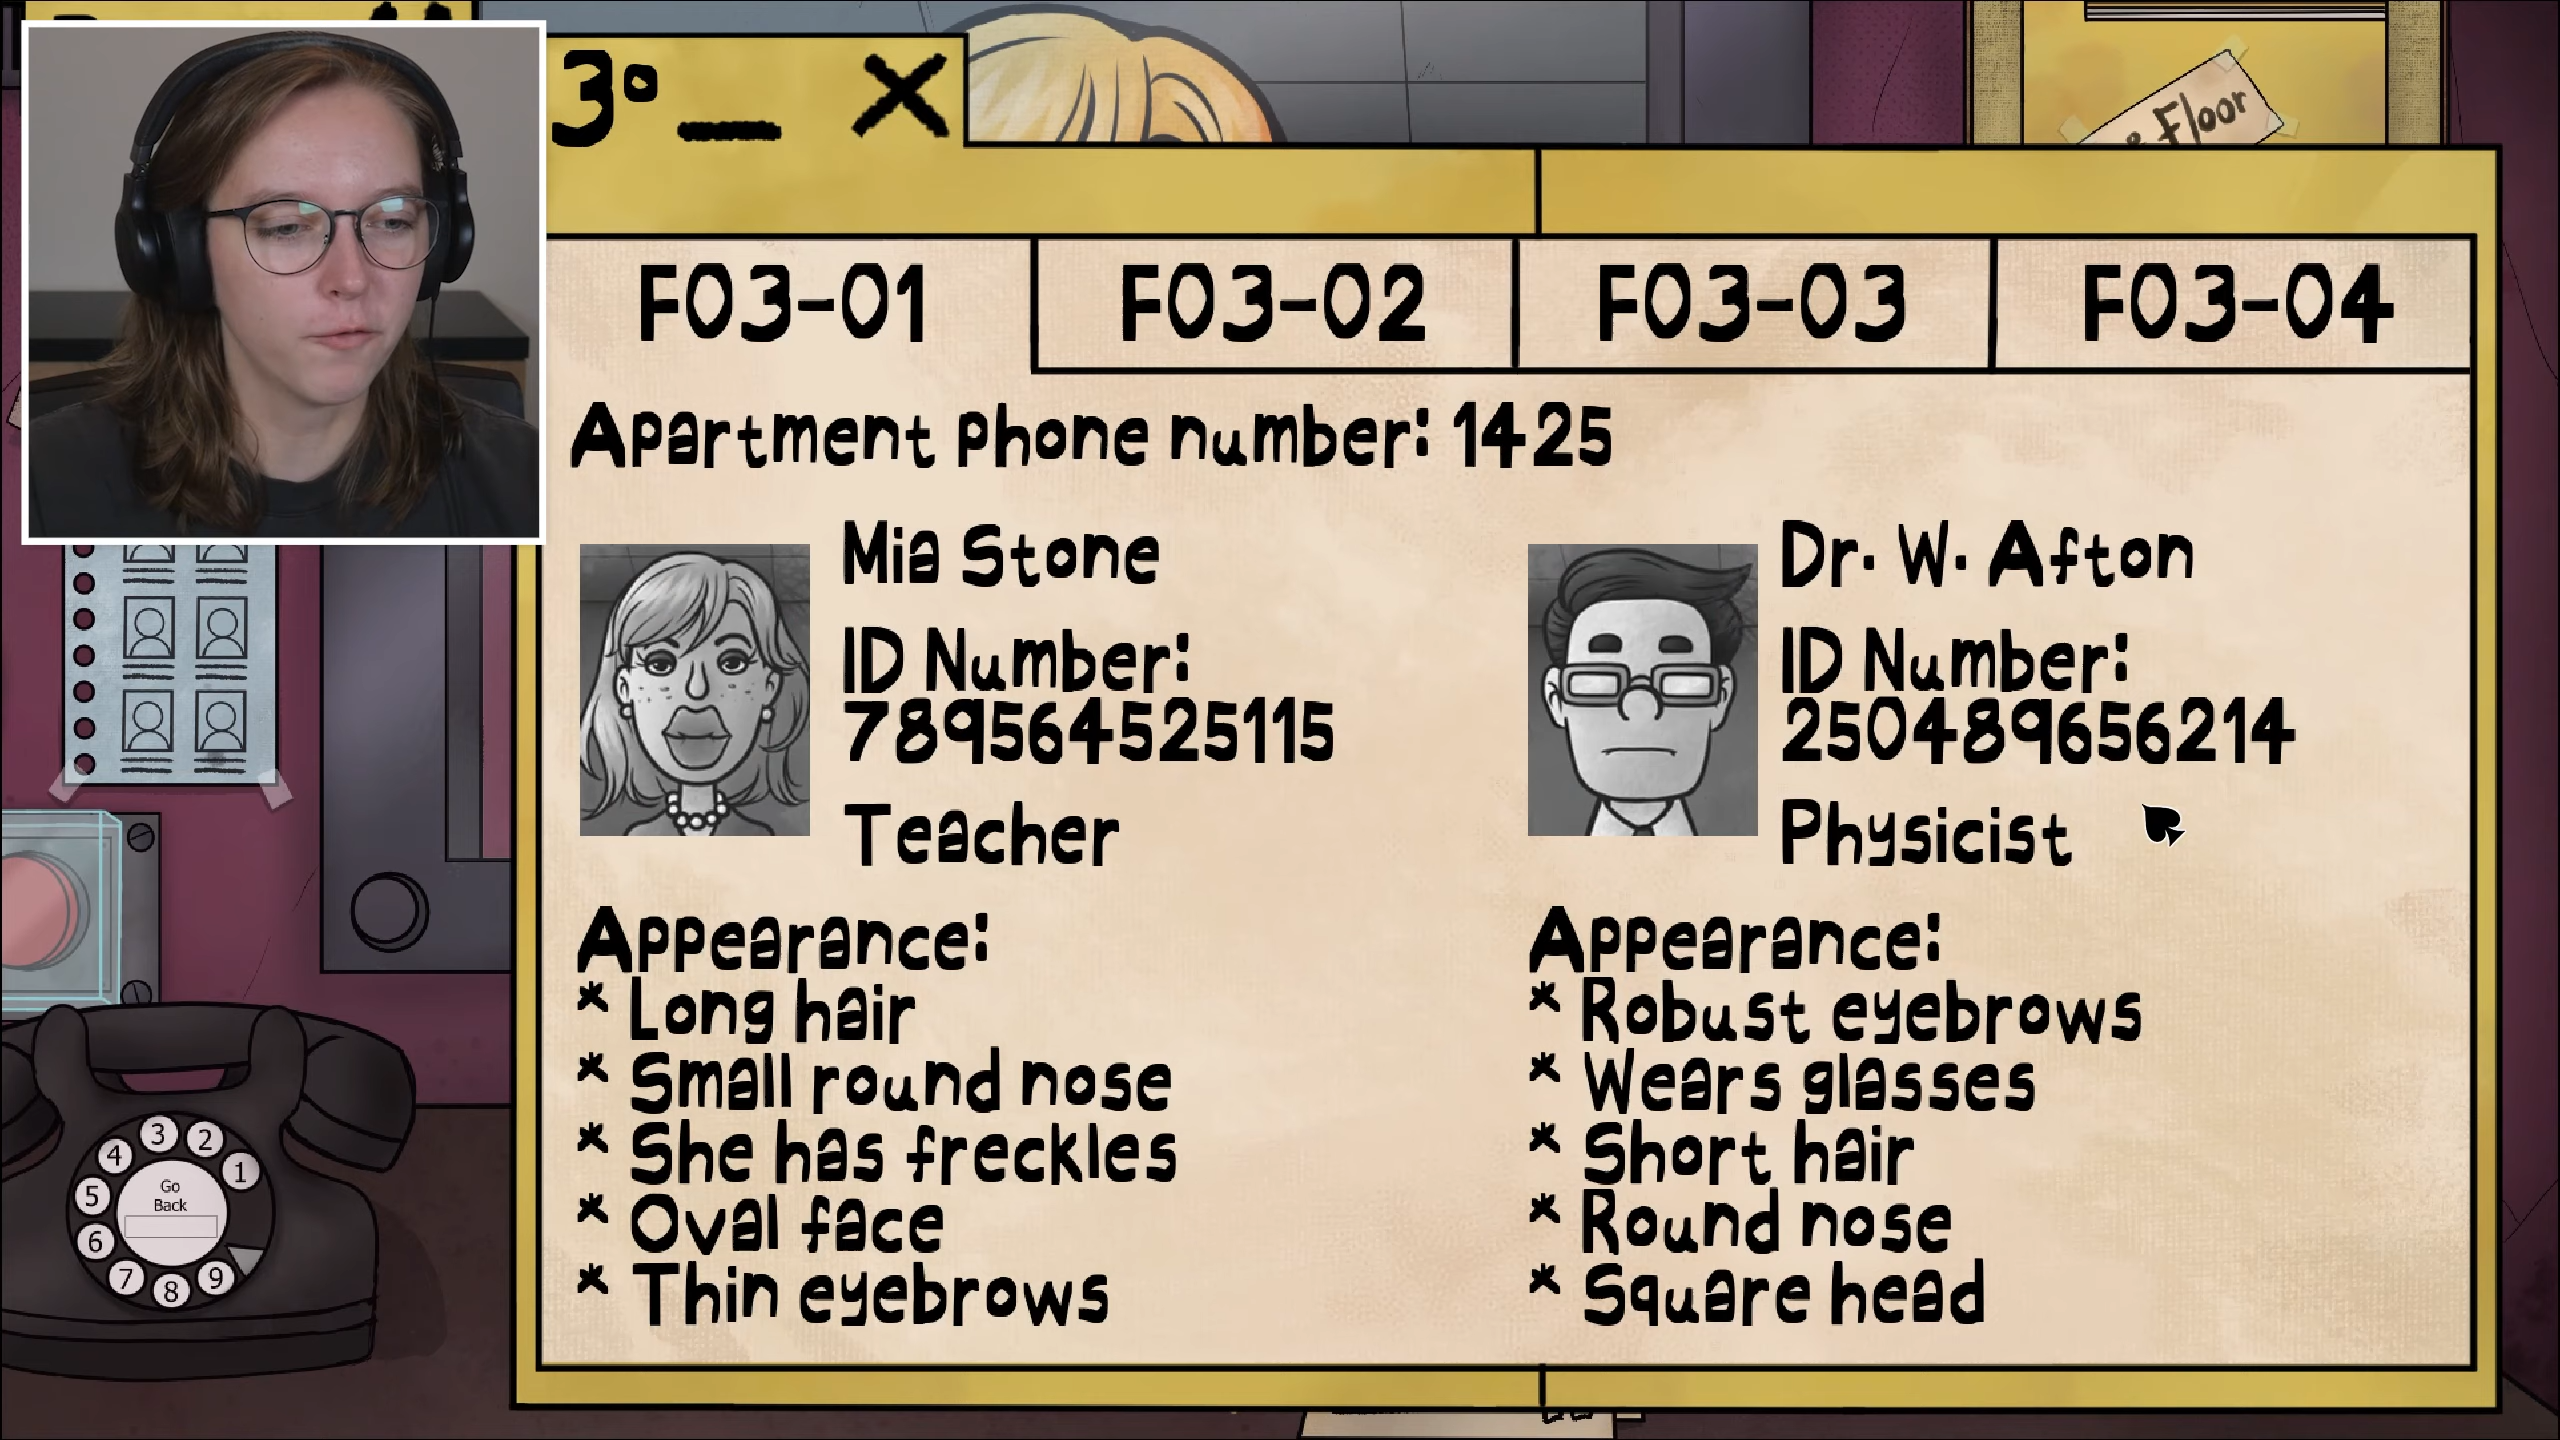 3º _ X
& Floor
F03-01 F03-02 F03-03 F03-04
Apartment phone number: 1425
Mia Stone
ID Number:
789564525115
Teacher
Appearance:
* Long hair
* Small round nose
* She has freckles
* Oval face
* Thin eyebrows
Dr. W. Afton
ID Number:
250489656214
Physicist
Appearance:
* Robust eyebrows
* Wears glasses
* Short hair
* Round nose
* Square head
3 2
4 1
5
6
7 8 9
Go
Back